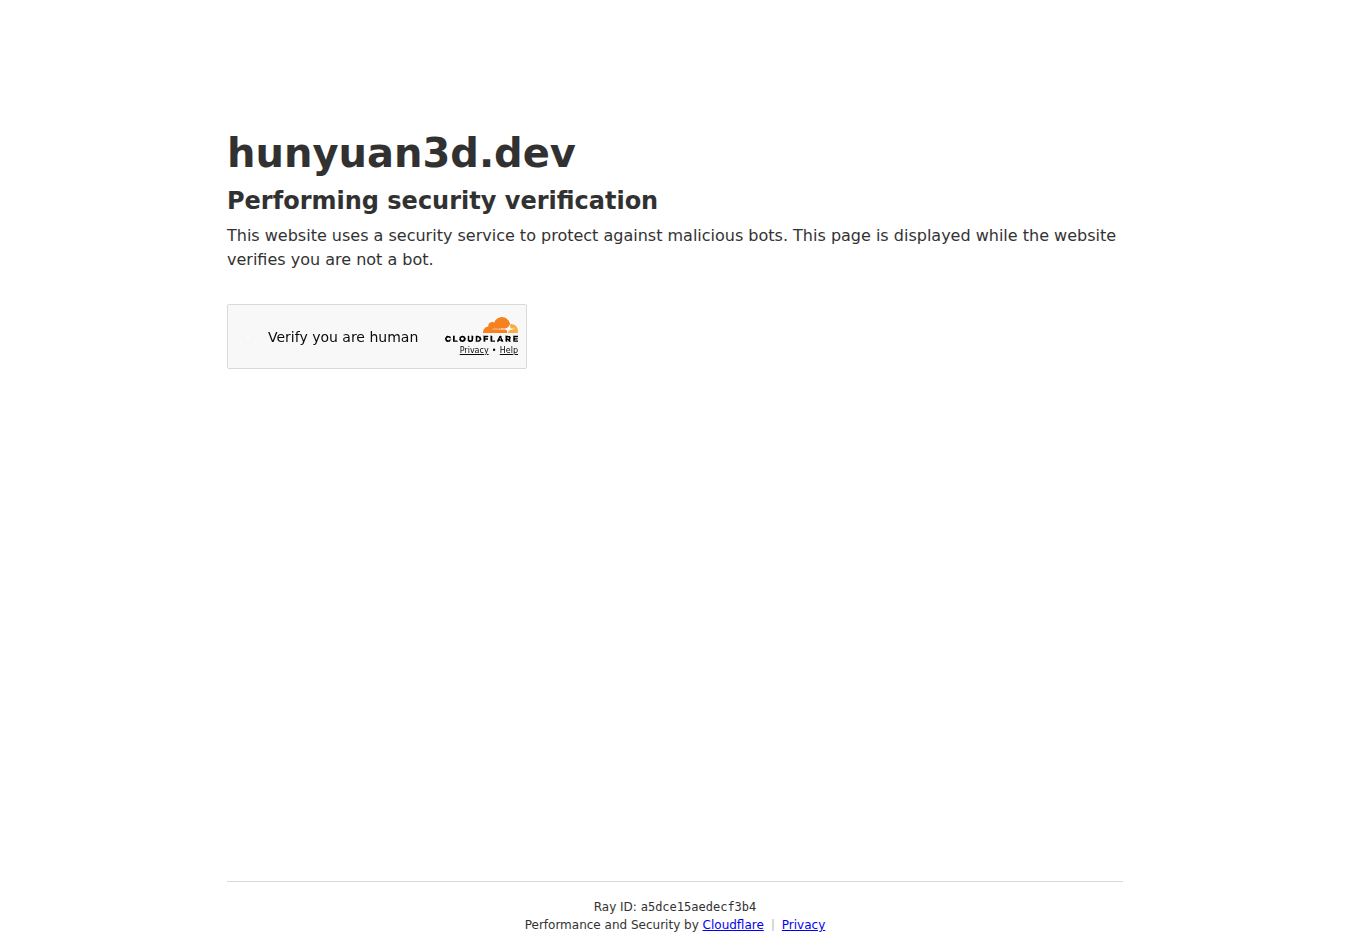 hunyuan3d.dev
Performing security verification
This website uses a security service to protect against malicious bots. This page is displayed while the website
verifies you are not a bot.
Verify you are human
CLOUDFLARE
Privacy • Help
Ray ID: a5dce15aedecf3b4
Performance and Security by Cloudflare | Privacy